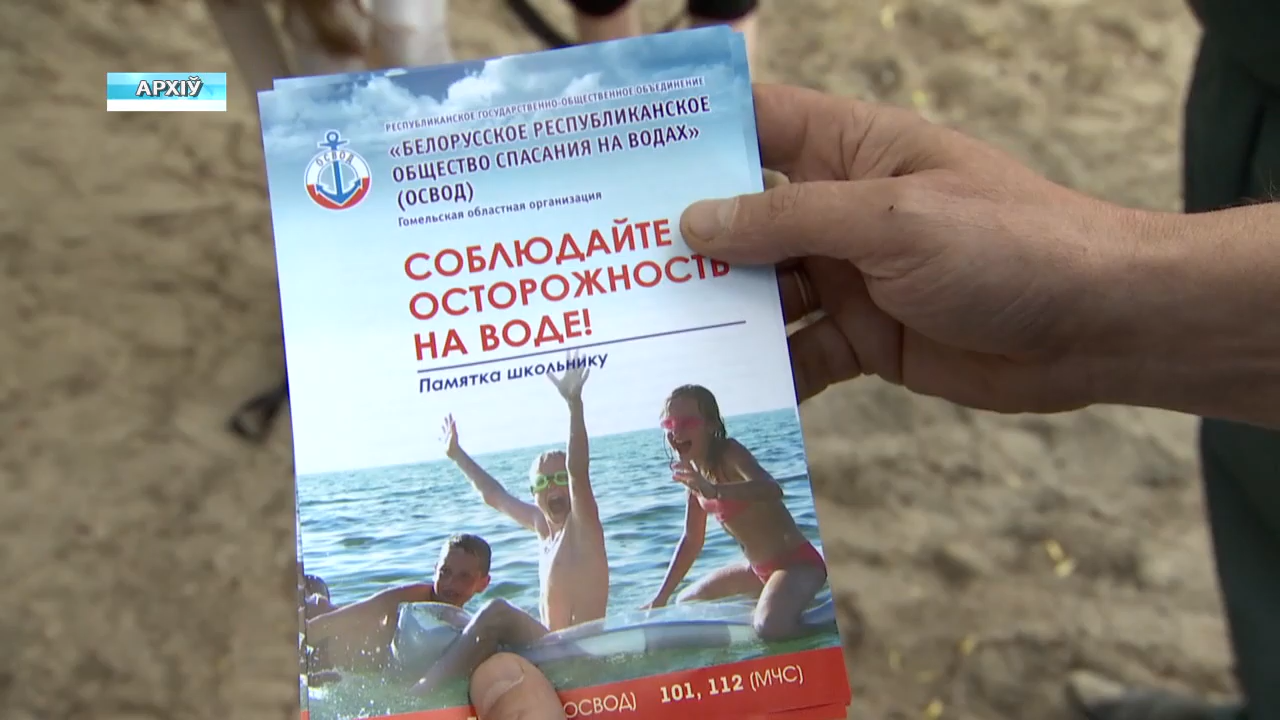 АРХІЎ
РЕСПУБЛИКАНСКОЕ ГОСУДАРСТВЕННО-ОБЩЕСТВЕННОЕ ОБЪЕДИНЕНИЕ
«БЕЛОРУССКОЕ РЕСПУБЛИКАНСКОЕ
ОБЩЕСТВО СПАСАНИЯ НА ВОДАХ»
(ОСВОД)
ОСВОД
Гомельская областная организация
СОБЛЮДАЙТЕ
ОСТОРОЖНОСТЬ
НА ВОДЕ!
Памятка школьнику
ОСВОД) 101, 112 (МЧС)